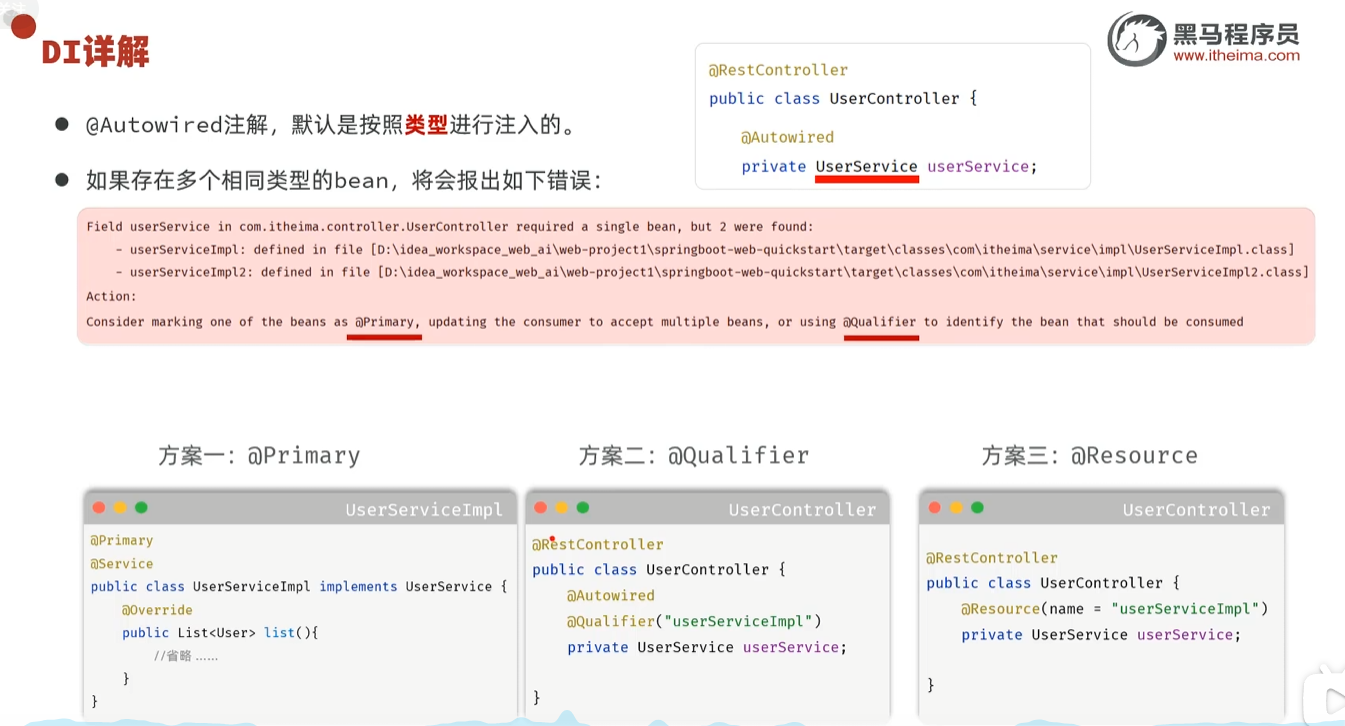 DI详解
黑马程序员
www.itheima.com
@Autowired注解，默认是按照类型进行注入的。
如果存在多个相同类型的bean，将会报出如下错误：
@RestController
public class UserController {
@Autowired
private UserService userService;
Field userService in com.itheima.controller.UserController required a single bean, but 2 were found:
- userServiceImpl: defined in file [D:\idea_workspace_web_ai\web-project1\springboot-web-quickstart\target\classes\com\itheima\service\impl\UserServiceImpl.class]
- userServiceImpl2: defined in file [D:\idea_workspace_web_ai\web-project1\springboot-web-quickstart\target\classes\com\itheima\service\impl\UserServiceImpl2.class]
Action:
Consider marking one of the beans as @Primary, updating the consumer to accept multiple beans, or using @Qualifier to identify the bean that should be consumed
方案一：@Primary
UserServiceImpl
@Primary
@Service
public class UserServiceImpl implements UserService {
@Override
public List<User> list(){
//省略 ......
}
}
方案二：@Qualifier
UserController
@RestController
public class UserController {
@Autowired
@Qualifier("userServiceImpl")
private UserService userService;
}
方案三：@Resource
UserController
@RestController
public class UserController {
@Resource(name = "userServiceImpl")
private UserService userService;
}